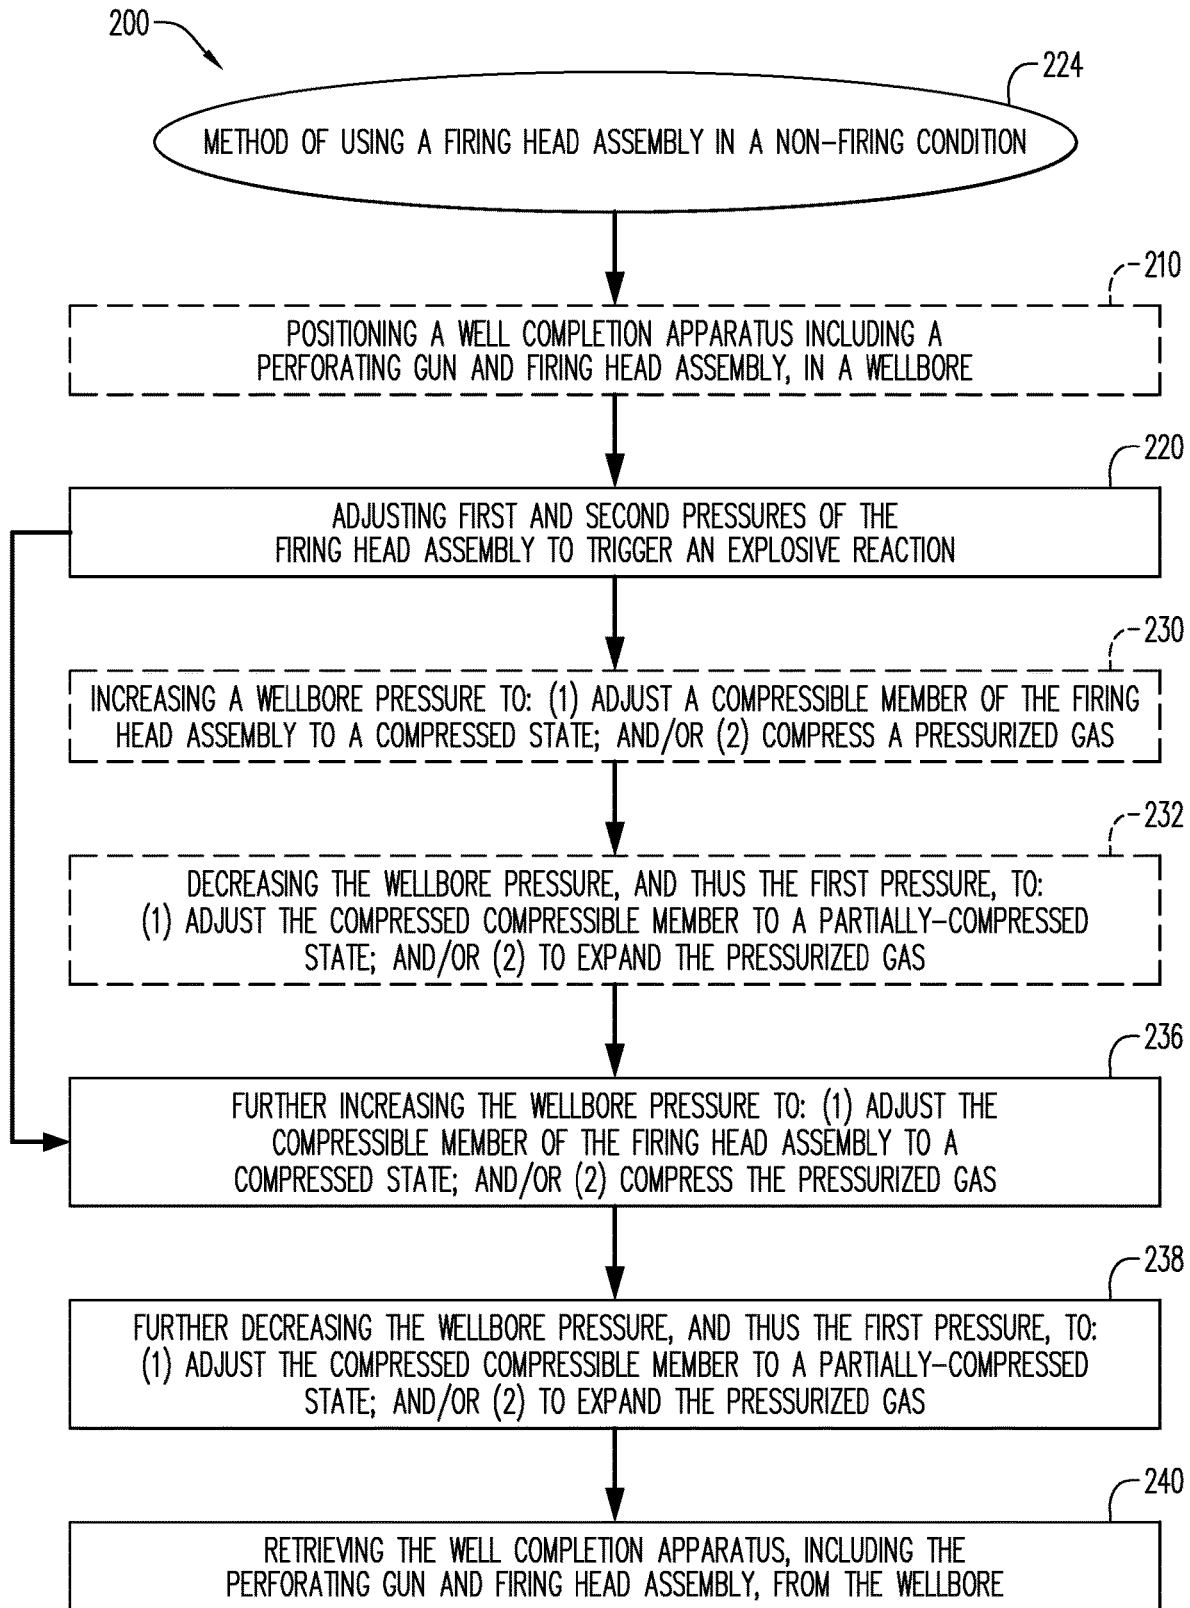 200
224
METHOD OF USING A FIRING HEAD ASSEMBLY IN A NON-FIRING CONDITION
210
POSITIONING A WELL COMPLETION APPARATUS INCLUDING A
PERFORATING GUN AND FIRING HEAD ASSEMBLY, IN A WELLBORE
220
ADJUSTING FIRST AND SECOND PRESSURES OF THE
FIRING HEAD ASSEMBLY TO TRIGGER AN EXPLOSIVE REACTION
230
INCREASING A WELLBORE PRESSURE TO: (1) ADJUST A COMPRESSIBLE MEMBER OF THE FIRING
HEAD ASSEMBLY TO A COMPRESSED STATE; AND/OR (2) COMPRESS A PRESSURIZED GAS
232
DECREASING THE WELLBORE PRESSURE, AND THUS THE FIRST PRESSURE, TO:
(1) ADJUST THE COMPRESSED COMPRESSIBLE MEMBER TO A PARTIALLY-COMPRESSED
STATE; AND/OR (2) TO EXPAND THE PRESSURIZED GAS
236
FURTHER INCREASING THE WELLBORE PRESSURE TO: (1) ADJUST THE
COMPRESSIBLE MEMBER OF THE FIRING HEAD ASSEMBLY TO A
COMPRESSED STATE; AND/OR (2) COMPRESS THE PRESSURIZED GAS
238
FURTHER DECREASING THE WELLBORE PRESSURE, AND THUS THE FIRST PRESSURE, TO:
(1) ADJUST THE COMPRESSED COMPRESSIBLE MEMBER TO A PARTIALLY-COMPRESSED
STATE; AND/OR (2) TO EXPAND THE PRESSURIZED GAS
240
RETRIEVING THE WELL COMPLETION APPARATUS, INCLUDING THE
PERFORATING GUN AND FIRING HEAD ASSEMBLY, FROM THE WELLBORE